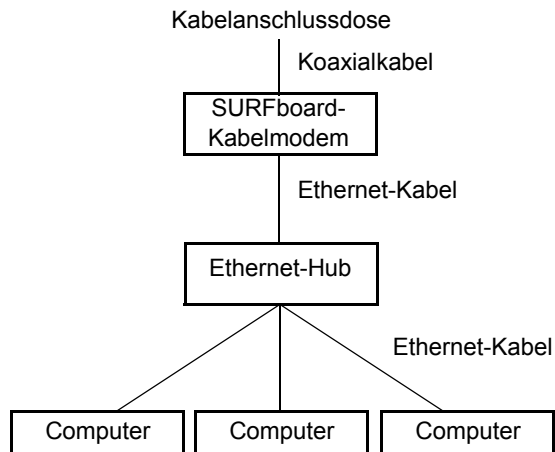 Kabelanschlussdose
Koaxialkabel
SURFboard-
Kabelmodem
Ethernet-Kabel
Ethernet-Hub
Ethernet-Kabel
Computer
Computer
Computer